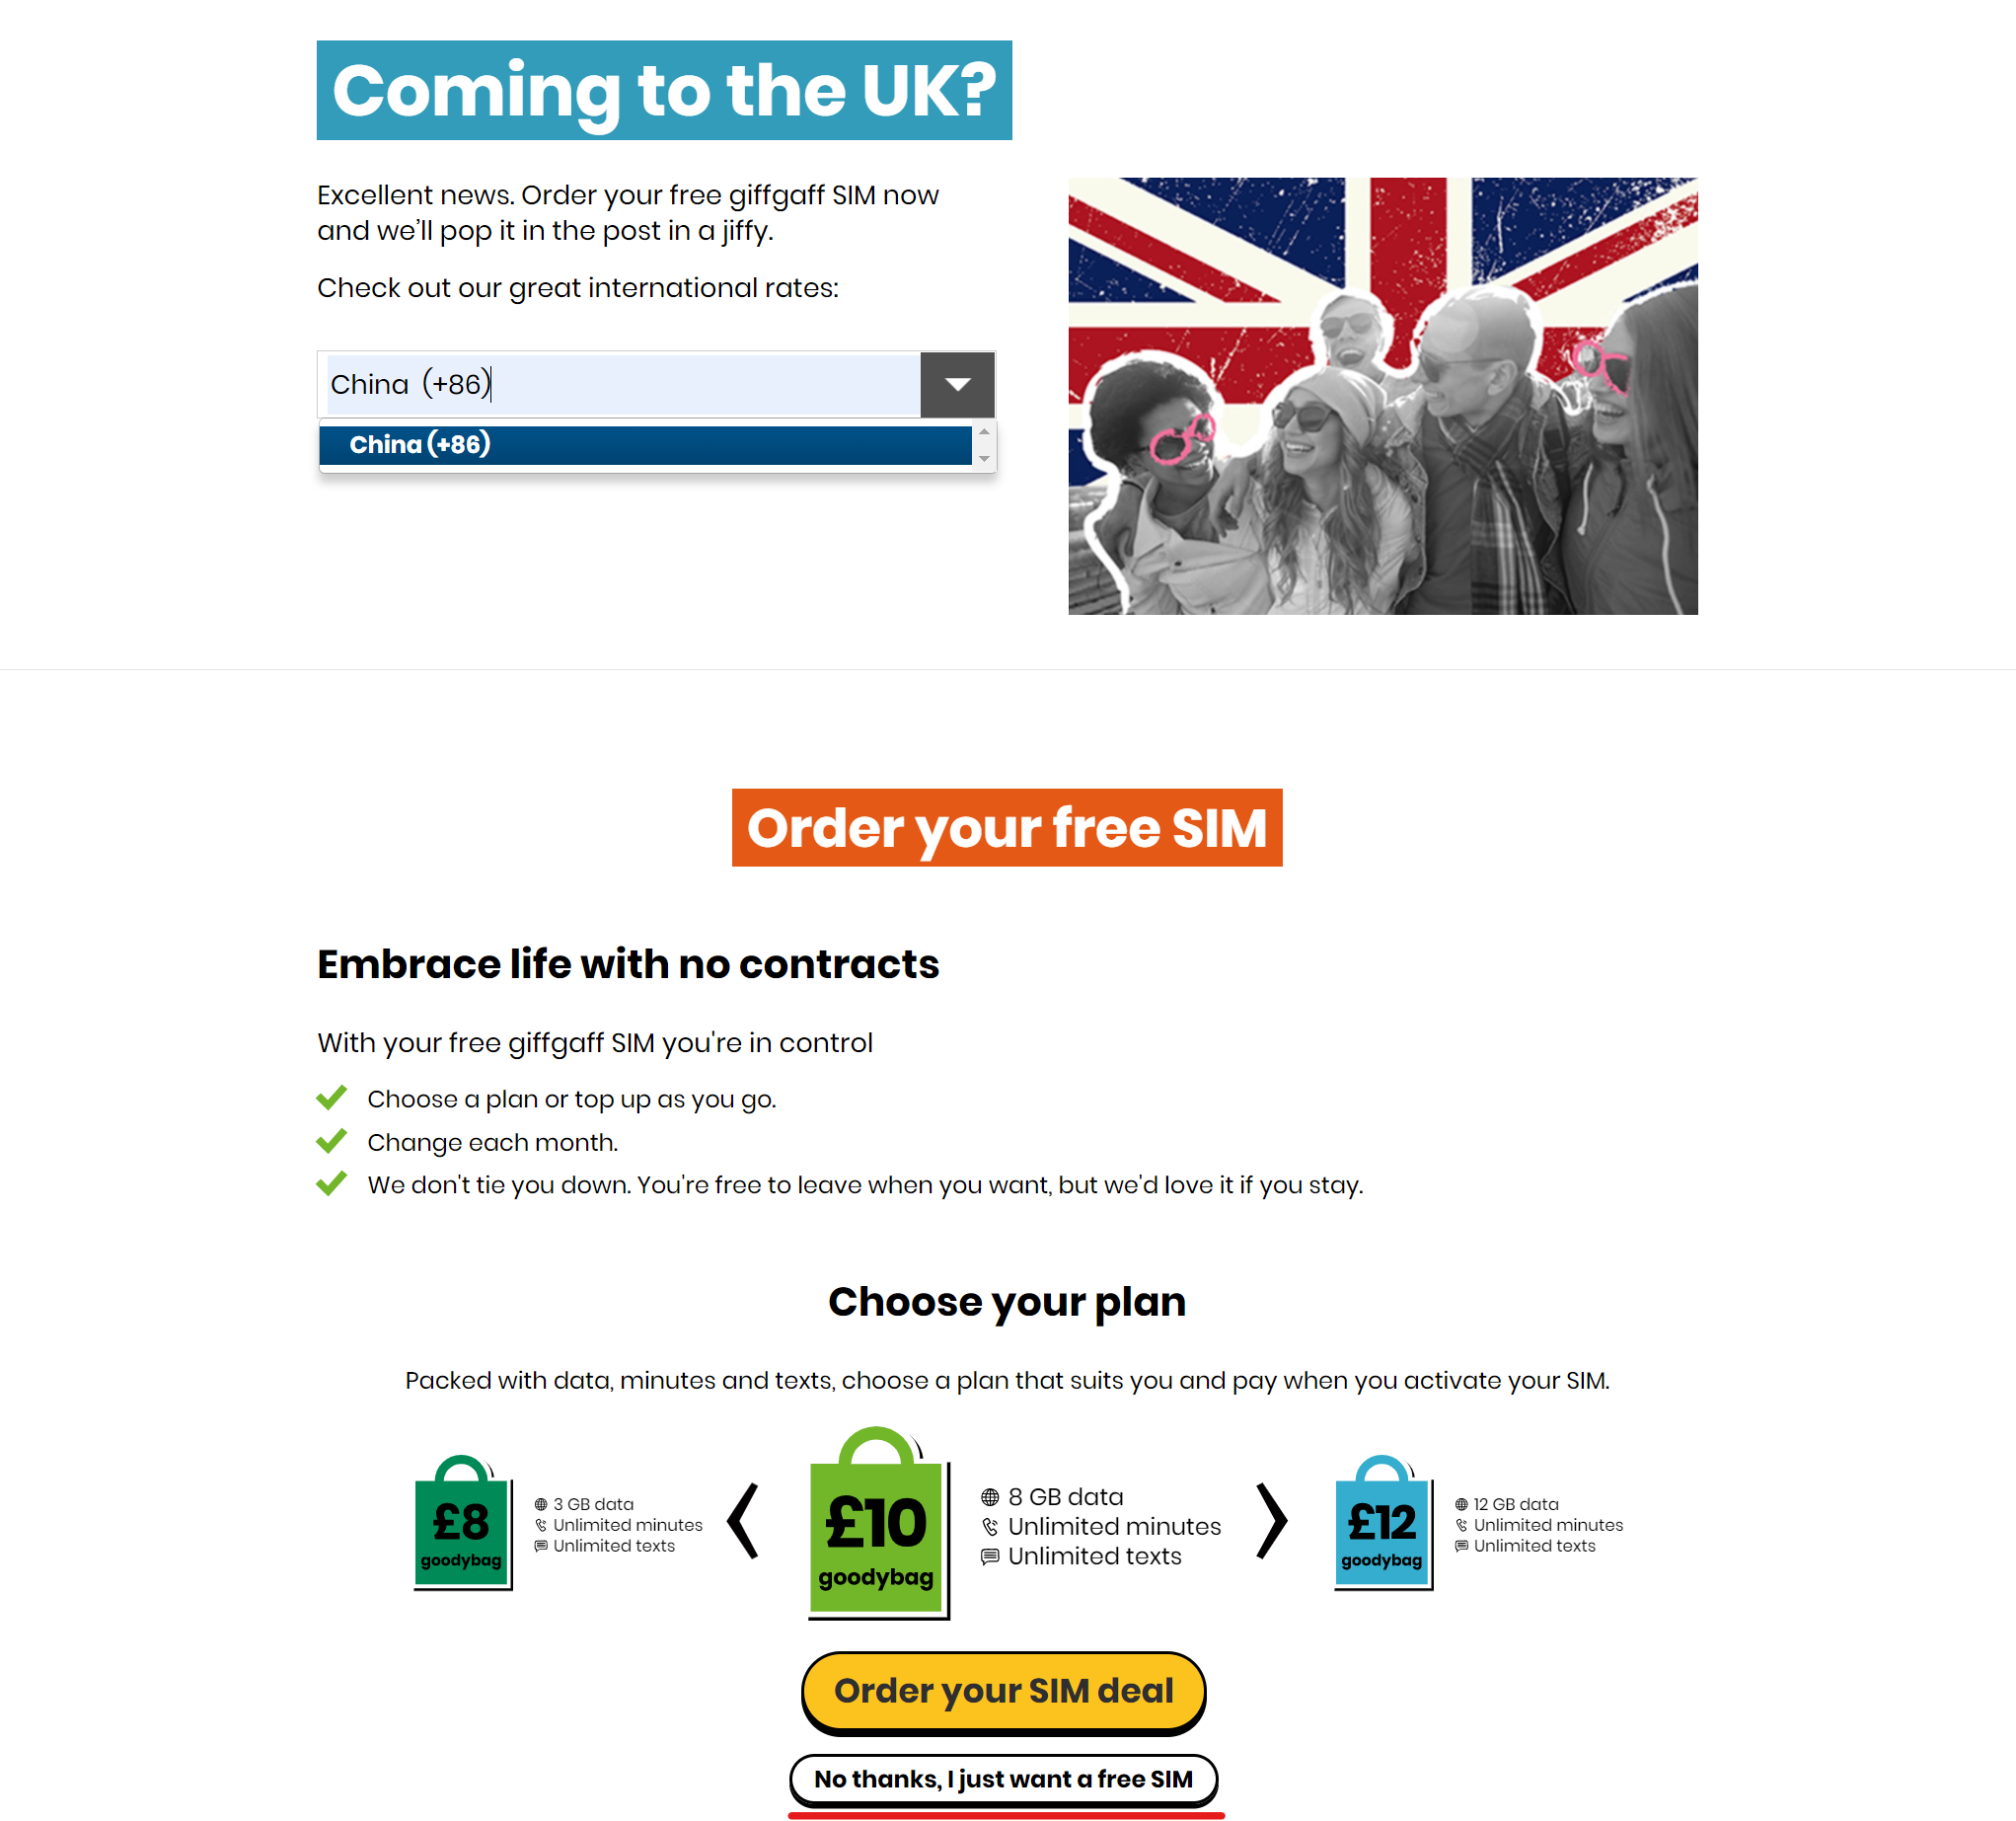 Coming to the UK?
Excellent news. Order your free giffgaff SIM now
and we’ll pop it in the post in a jiffy.
Check out our great international rates:
China (+86)
China (+86)
Order your free SIM
Embrace life with no contracts
With your free giffgaff SIM you're in control
Choose a plan or top up as you go.
Change each month.
We don't tie you down. You're free to leave when you want, but we'd love it if you stay.
Choose your plan
Packed with data, minutes and texts, choose a plan that suits you and pay when you activate your SIM.
£8
goodybag
3 GB data
Unlimited minutes
Unlimited texts
£10
goodybag
8 GB data
Unlimited minutes
Unlimited texts
£12
goodybag
12 GB data
Unlimited minutes
Unlimited texts
Order your SIM deal
No thanks, I just want a free SIM